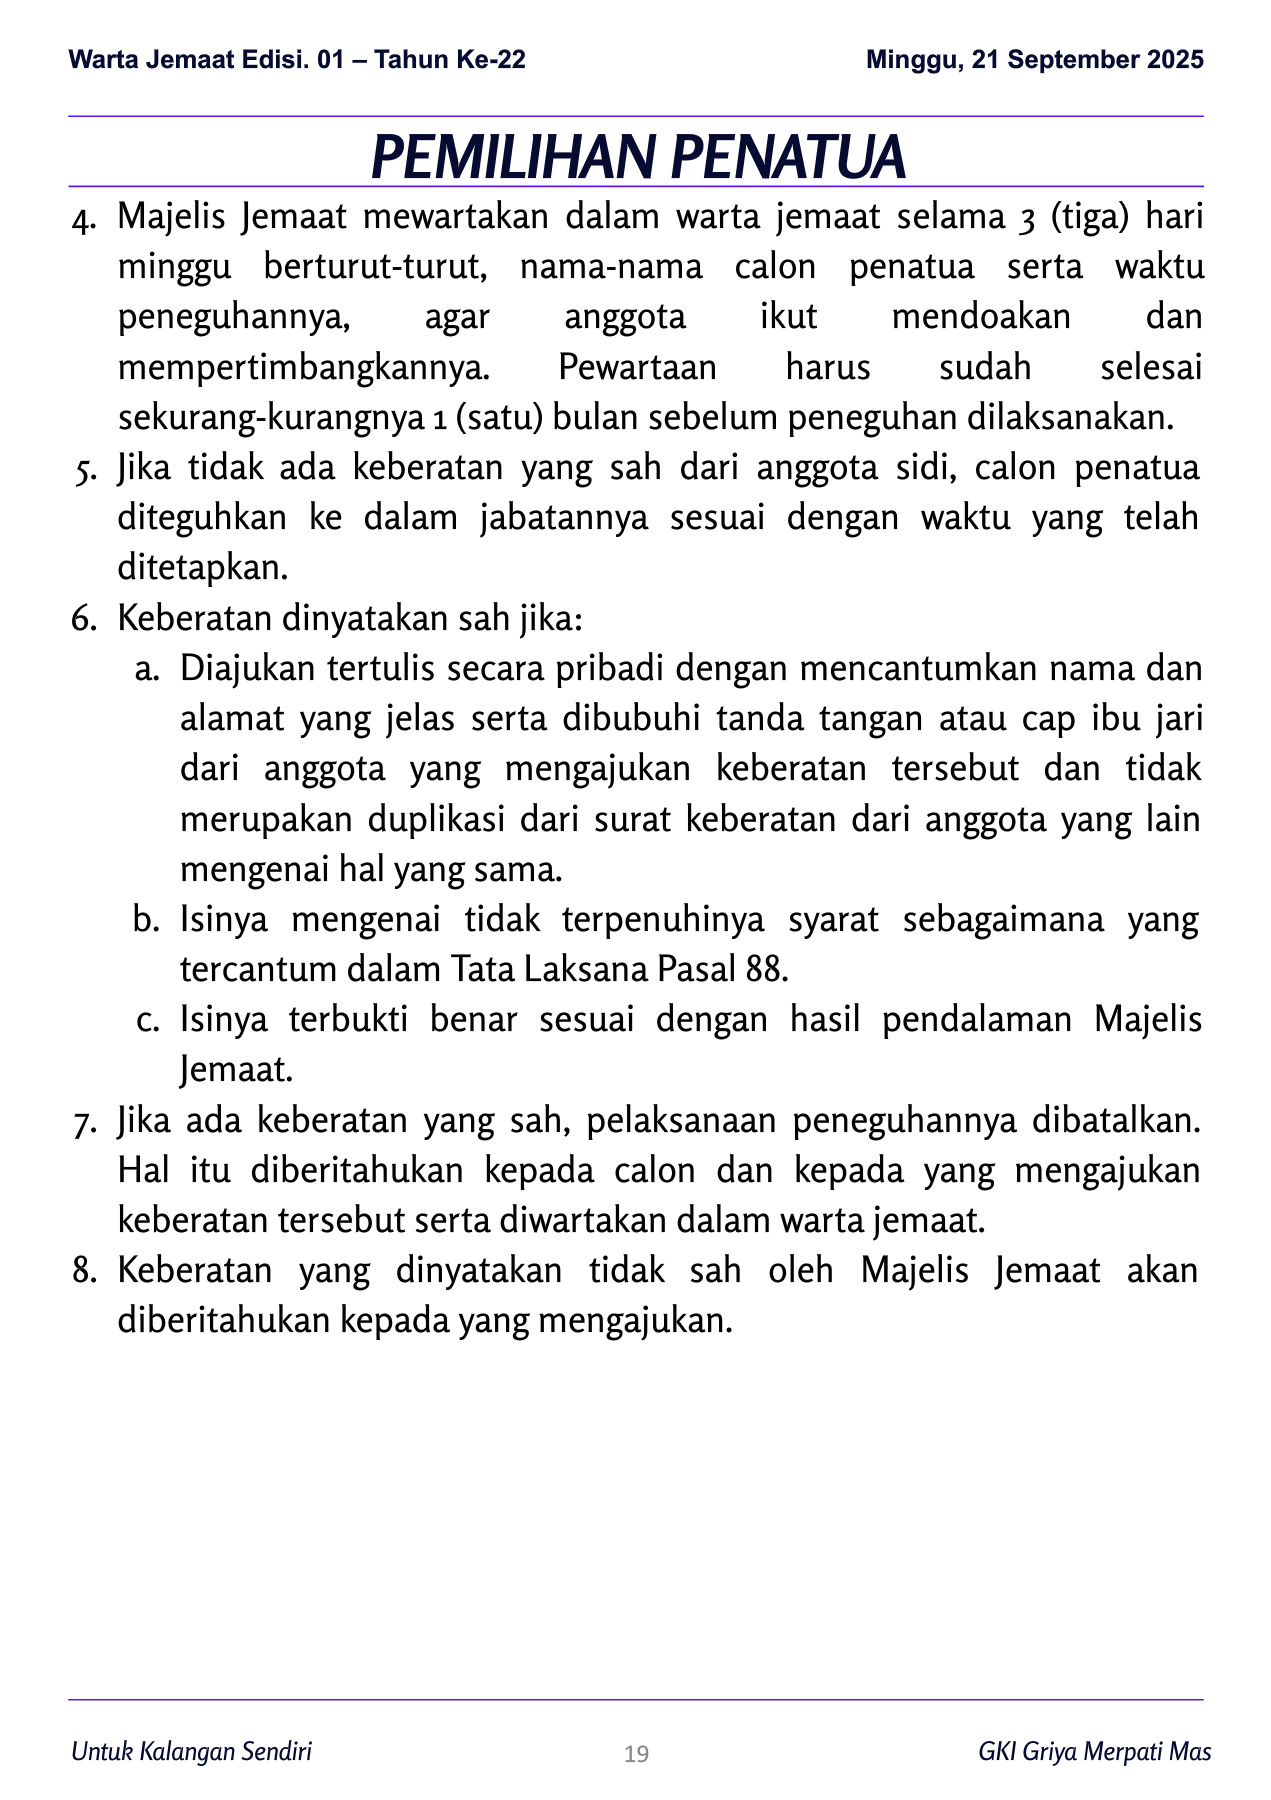 Warta Jemaat Edisi. 01 – Tahun Ke-22
Minggu, 21 September 2025
PEMILIHAN PENATUA
4. Majelis Jemaat mewartakan dalam warta jemaat selama 3 (tiga) hari
minggu berturut-turut, nama-nama calon penatua serta waktu
peneguhannya, agar anggota ikut mendoakan dan
mempertimbangkannya. Pewartaan harus sudah selesai
sekurang-kurangnya 1 (satu) bulan sebelum peneguhan dilaksanakan.
5. Jika tidak ada keberatan yang sah dari anggota sidi, calon penatua
diteguhkan ke dalam jabatannya sesuai dengan waktu yang telah
ditetapkan.
6. Keberatan dinyatakan sah jika:
a. Diajukan tertulis secara pribadi dengan mencantumkan nama dan
alamat yang jelas serta dibubuhi tanda tangan atau cap ibu jari
dari anggota yang mengajukan keberatan tersebut dan tidak
merupakan duplikasi dari surat keberatan dari anggota yang lain
mengenai hal yang sama.
b. Isinya mengenai tidak terpenuhinya syarat sebagaimana yang
tercantum dalam Tata Laksana Pasal 88.
c. Isinya terbukti benar sesuai dengan hasil pendalaman Majelis
Jemaat.
7. Jika ada keberatan yang sah, pelaksanaan peneguhannya dibatalkan.
Hal itu diberitahukan kepada calon dan kepada yang mengajukan
keberatan tersebut serta diwartakan dalam warta jemaat.
8. Keberatan yang dinyatakan tidak sah oleh Majelis Jemaat akan
diberitahukan kepada yang mengajukan.
Untuk Kalangan Sendiri
19
GKI Griya Merpati Mas